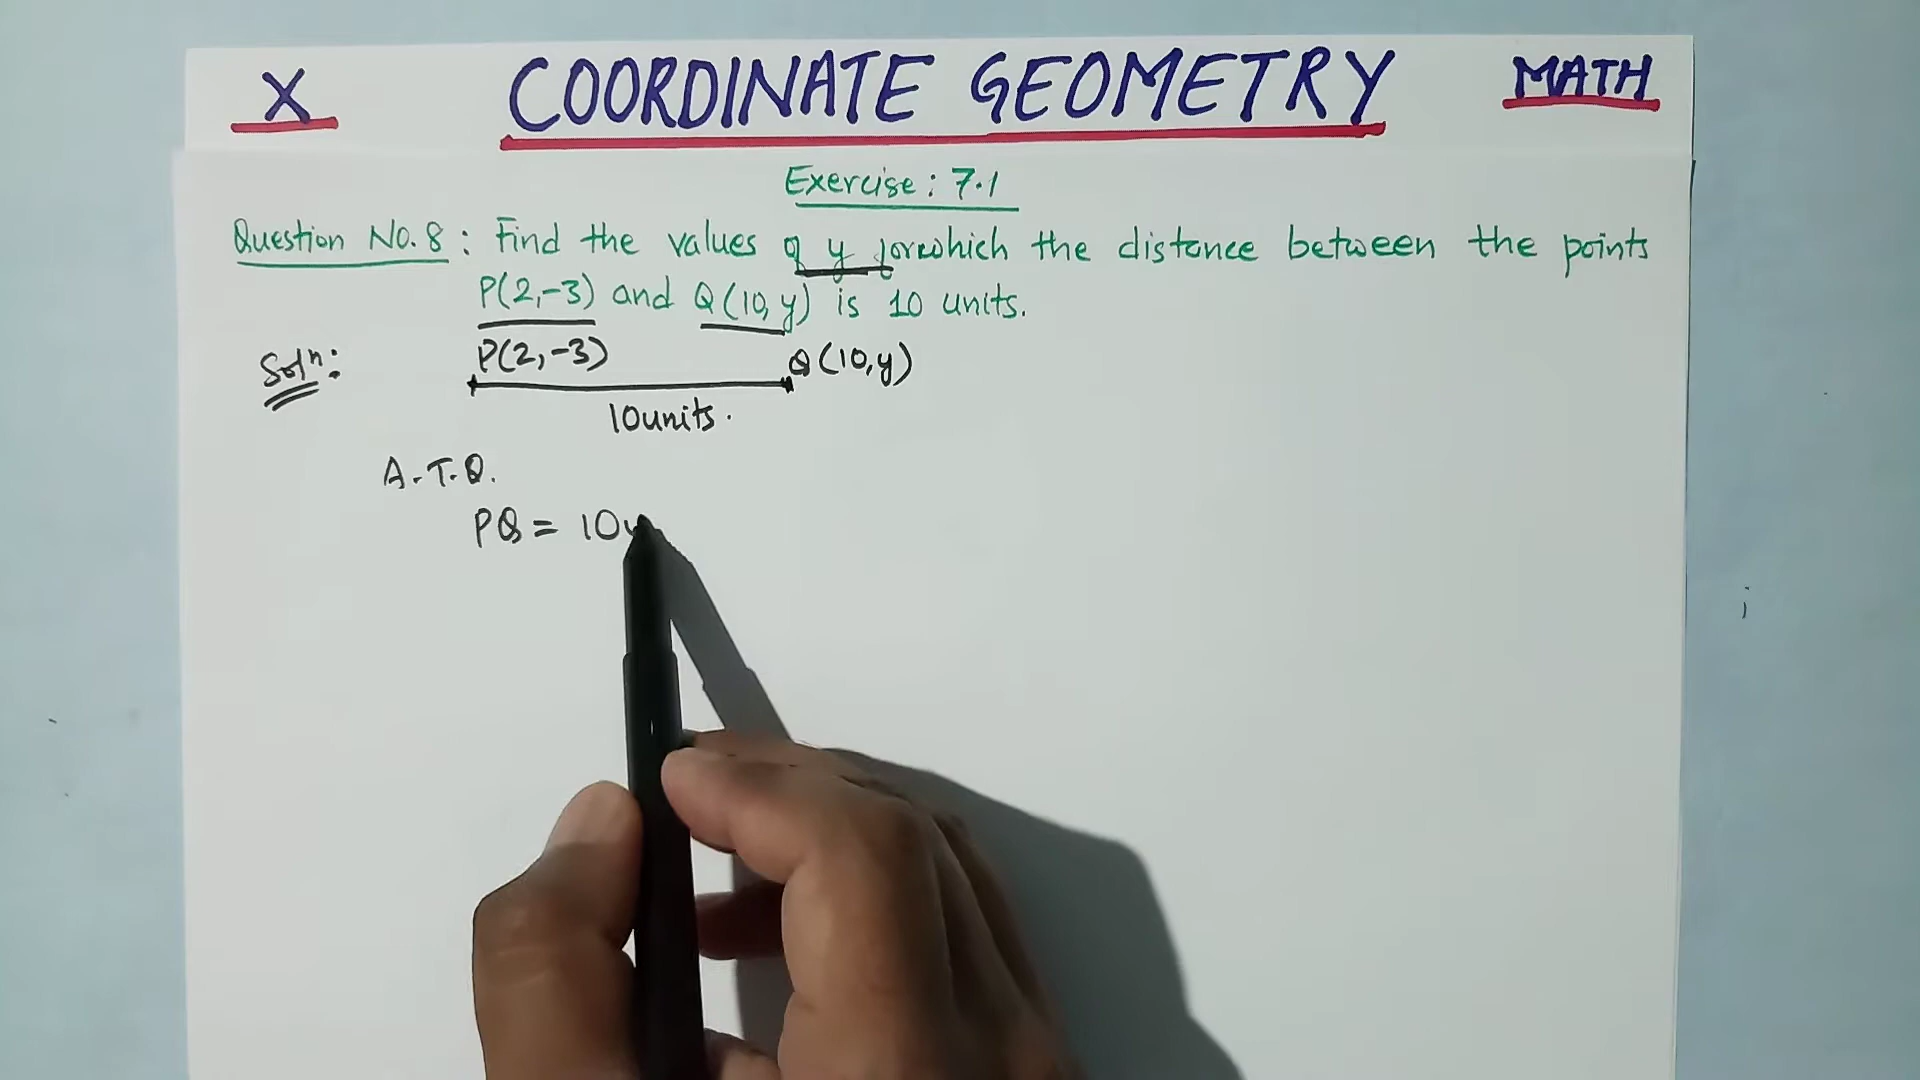 X COORDINATE GEOMETRY MATH
Exercise: 7.1
Question No. 8: Find the values of y for which the distance between the points
P(2,-3) and Q(10,y) is 10 units.
Soln:
P(2,-3) Q(10,y)
10units.
A.T.Q.
PQ = 10u